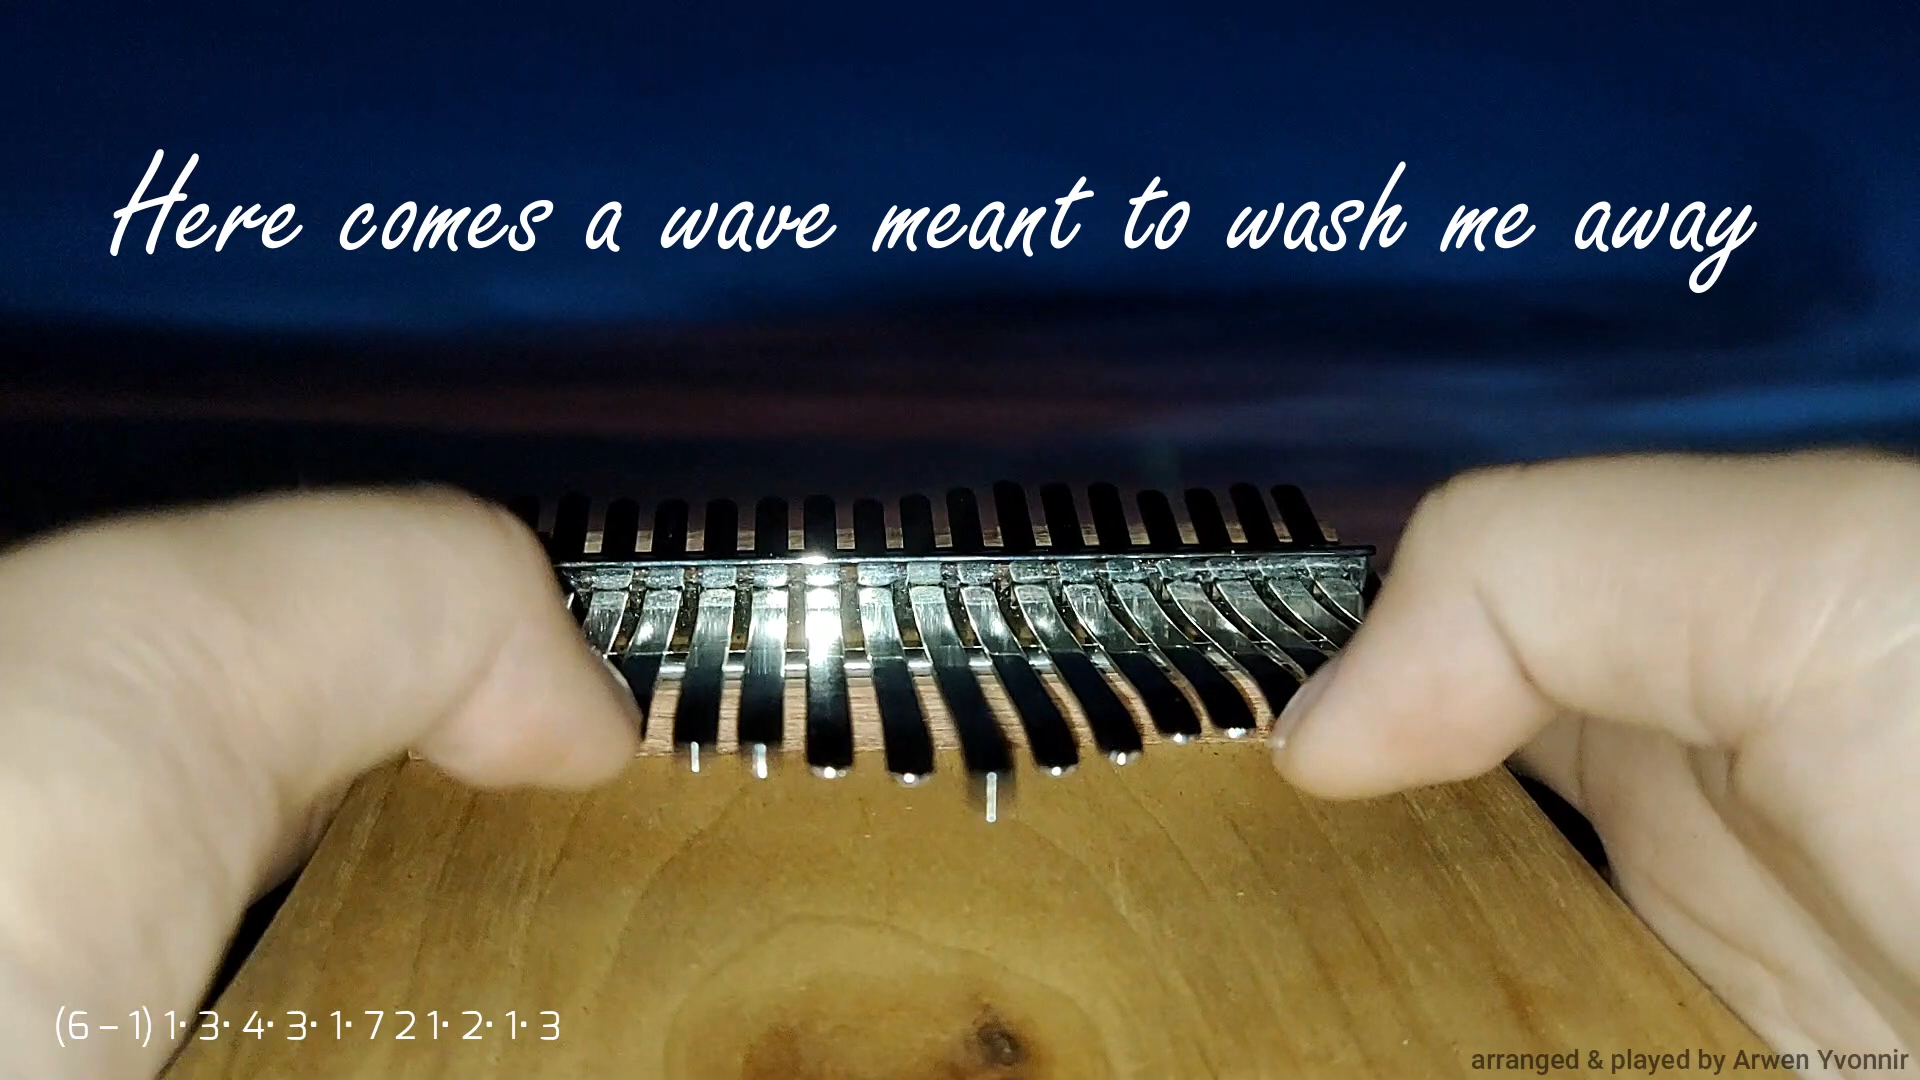 Here comes a wave meant to wash me away
(6 – 1) 1• 3• 4• 3• 1• 7 2 1• 2• 1• 3
arranged & played by Arwen Yvonnir